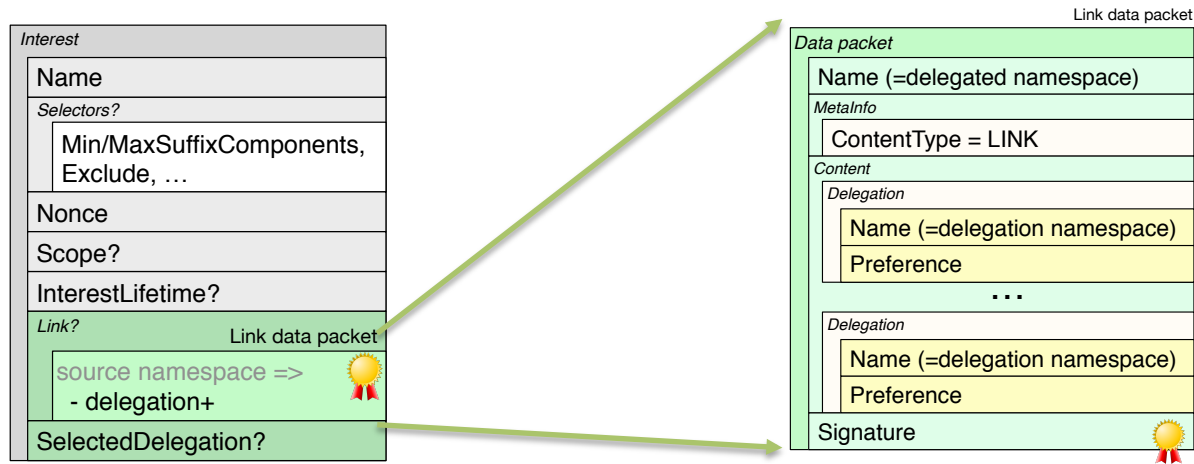 Interest
Name
Selectors?
Min/MaxSuffixComponents,
Exclude, …
Nonce
Scope?
InterestLifetime?
Link?
Link data packet
source namespace =>
- delegation+
SelectedDelegation?
Link data packet
Data packet
Name (=delegated namespace)
MetaInfo
ContentType = LINK
Content
Delegation
Name (=delegation namespace)
Preference
...
Delegation
Name (=delegation namespace)
Preference
Signature